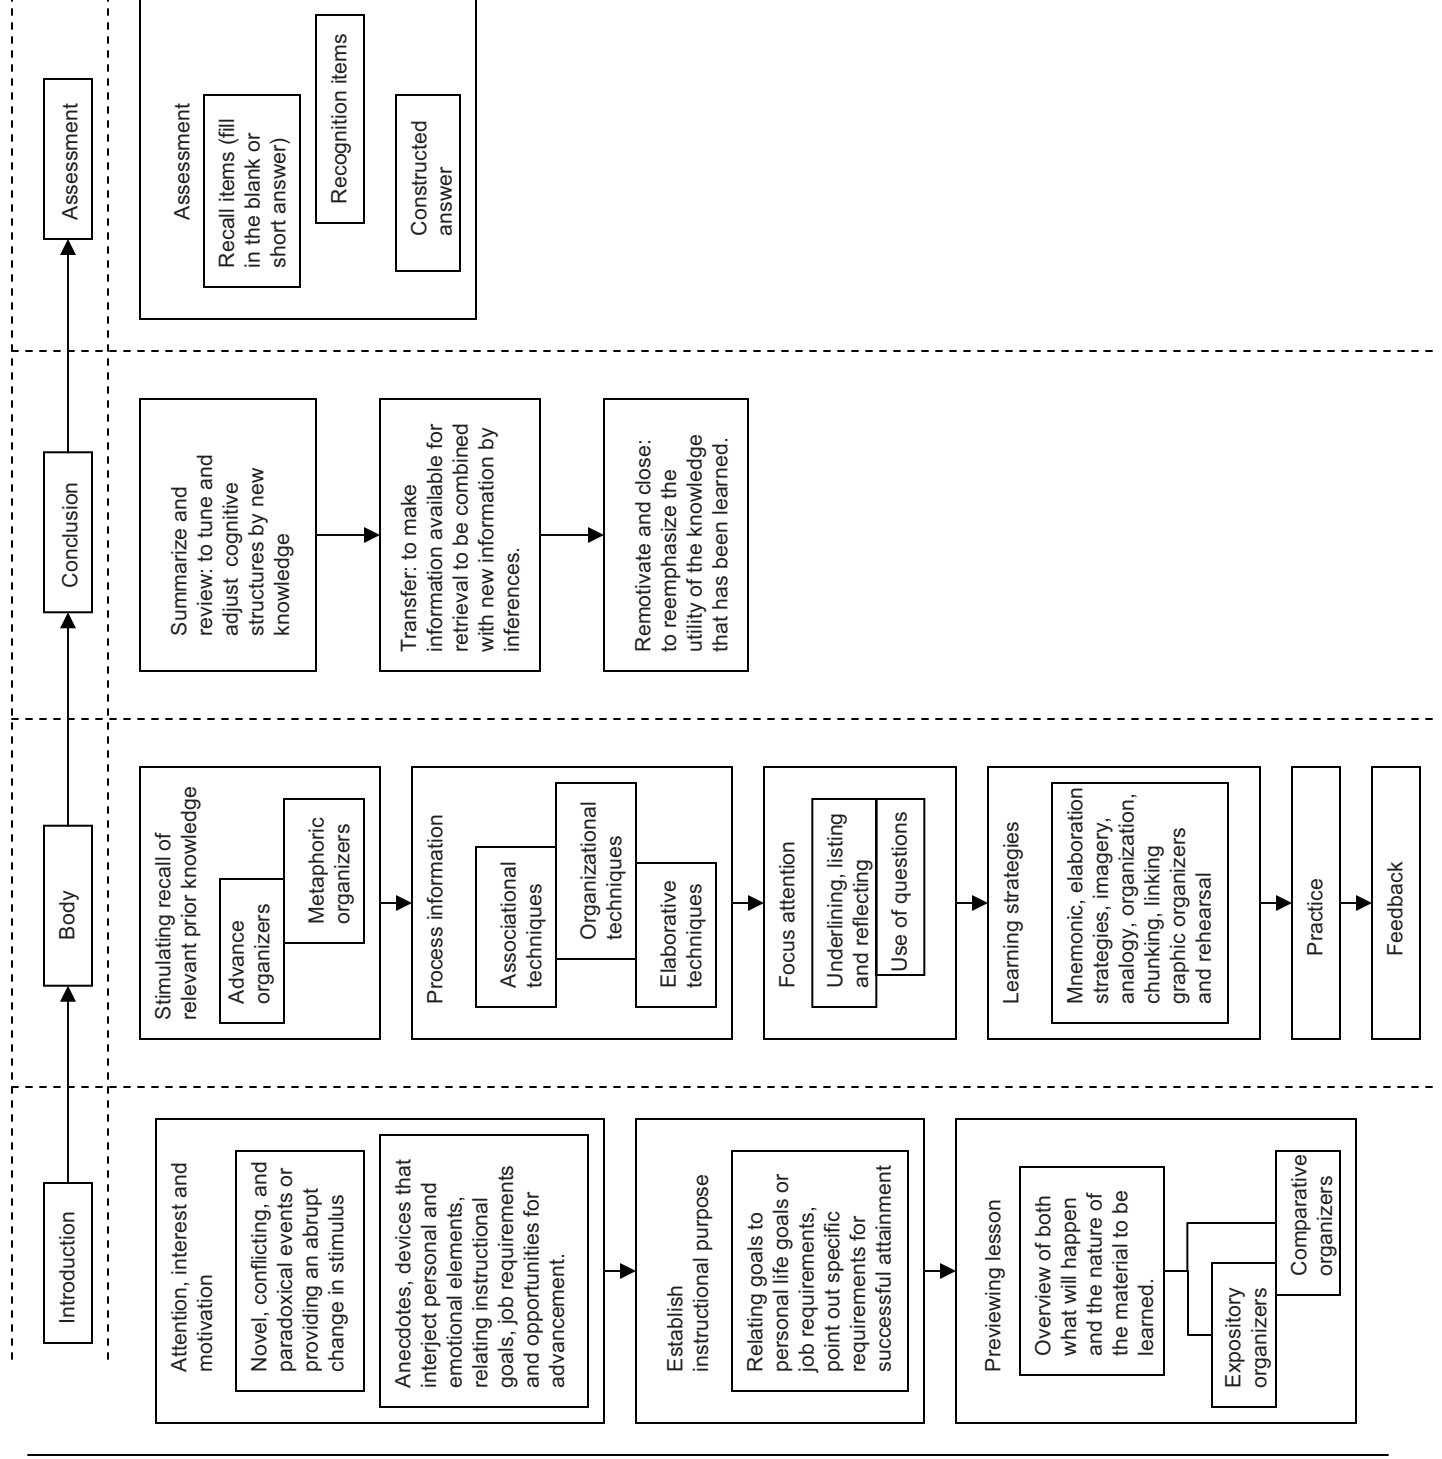 Introduction
Body
Conclusion
Assessment
Attention, interest and
motivation
Novel, conflicting, and
paradoxical events or
providing an abrupt
change in stimulus
Anecdotes, devices that
interject personal and
emotional elements,
relating instructional
goals, job requirements
and opportunities for
advancement.
Establish
instructional purpose
Relating goals to
personal life goals or
job requirements,
point out specific
requirements for
successful attainment
Previewing lesson
Overview of both
what will happen
and the nature of
the material to be
learned.
Expository
organizers
Comparative
organizers
Stimulating recall of
relevant prior knowledge
Advance
organizers
Metaphoric
organizers
Process information
Associational
techniques
Organizational
techniques
Elaborative
techniques
Focus attention
Underlining, listing
and reflecting
Use of questions
Learning strategies
Mnemonic, elaboration
strategies, imagery,
analogy, organization,
chunking, linking
graphic organizers
and rehearsal
Practice
Feedback
Summarize and
review: to tune and
adjust cognitive
structures by new
knowledge
Transfer: to make
information available for
retrieval to be combined
with new information by
inferences.
Remotivate and close:
to reemphasize the
utility of the knowledge
that has been learned.
Assessment
Recall items (fill
in the blank or
short answer)
Recognition items
Constructed
answer